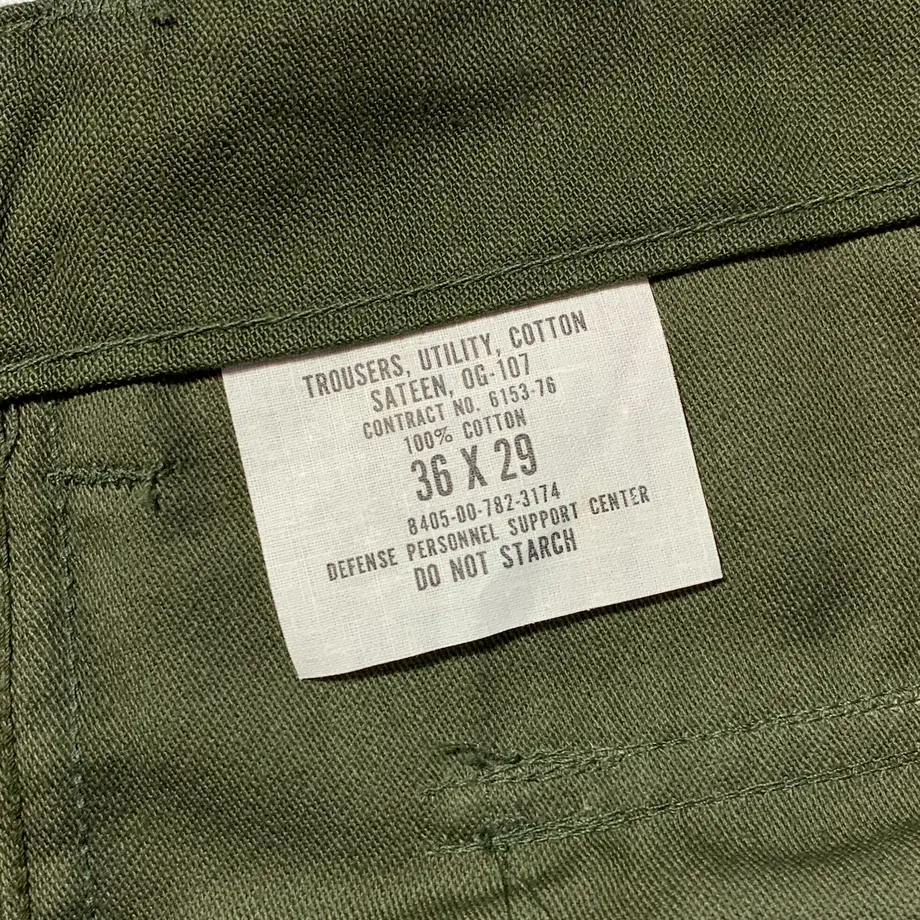 TROUSERS, UTILITY, COTTON
SATEEN, OG-107
CONTRACT NO. 6153-76
100% COTTON
36 X 29
8405-00-782-3174
DEFENSE PERSONNEL SUPPORT CENTER
DO NOT STARCH